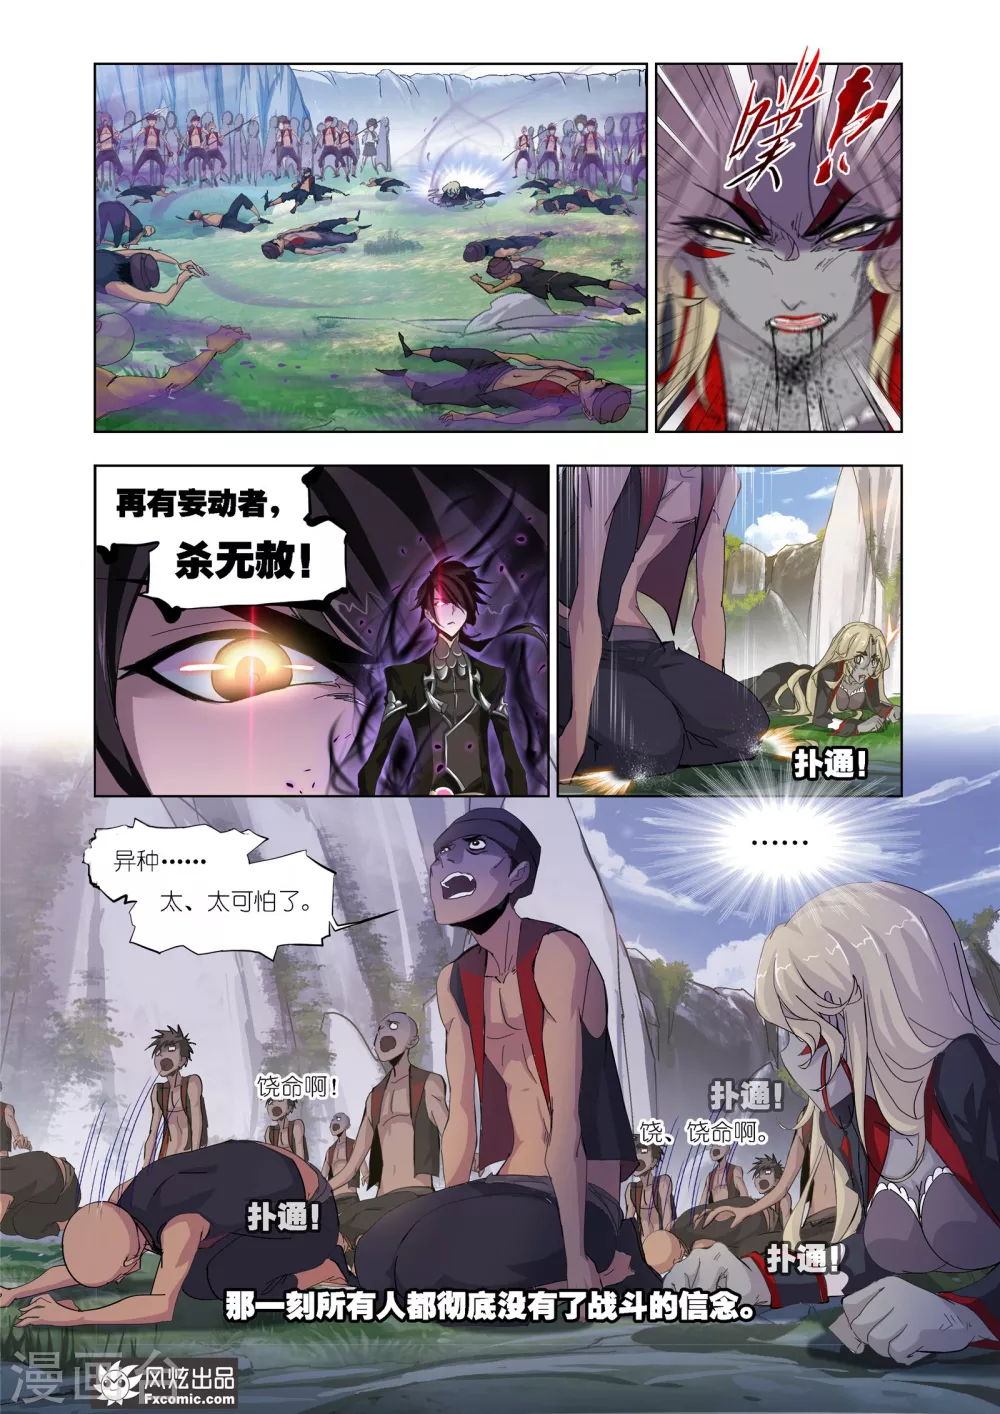 噗!!
再有妄动者，
杀无赦！
扑通！
异种……
太、太可怕了。
……
饶命啊！
扑通！
饶、饶命啊。
扑通！
扑通！
那一刻所有人都彻底没有了战斗的信念。
漫画台
风炫出品
Fxcomic.com